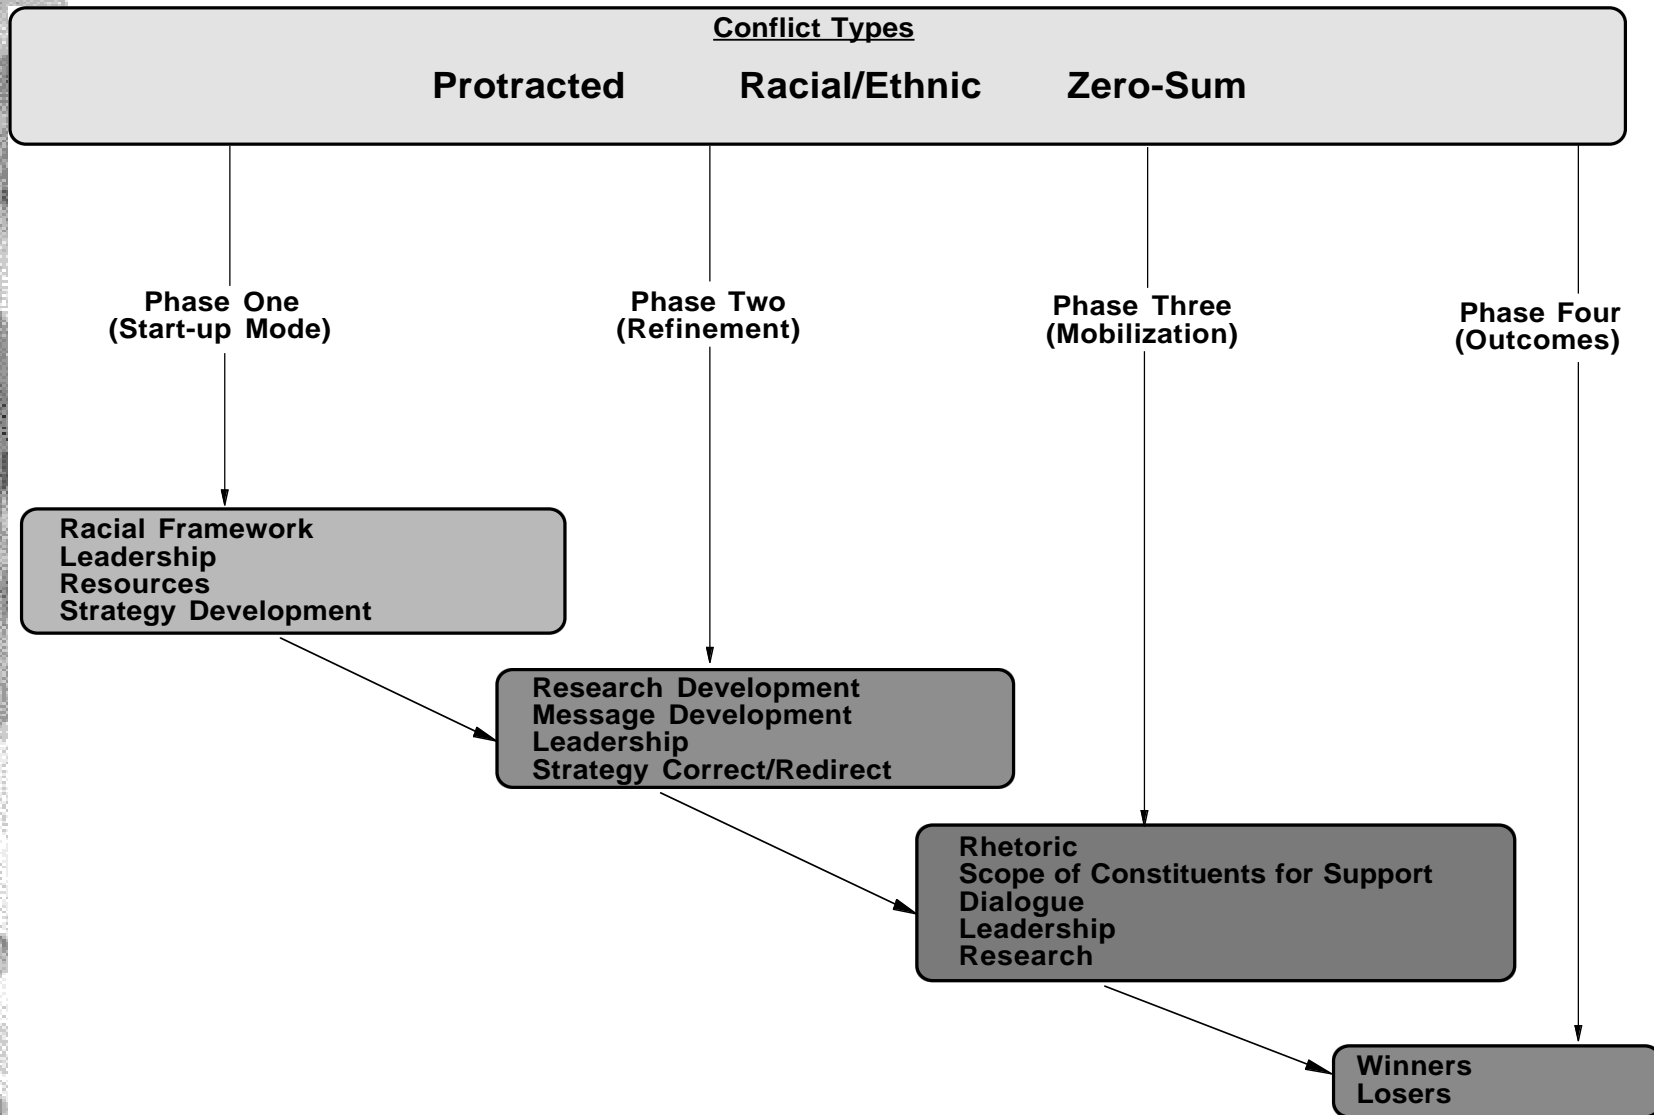 Conflict Types
Protracted Racial/Ethnic Zero-Sum
Phase One
(Start-up Mode)
Phase Two
(Refinement)
Phase Three
(Mobilization)
Phase Four
(Outcomes)
Racial Framework
Leadership
Resources
Strategy Development
Research Development
Message Development
Leadership
Strategy Correct/Redirect
Rhetoric
Scope of Constituents for Support
Dialogue
Leadership
Research
Winners
Losers